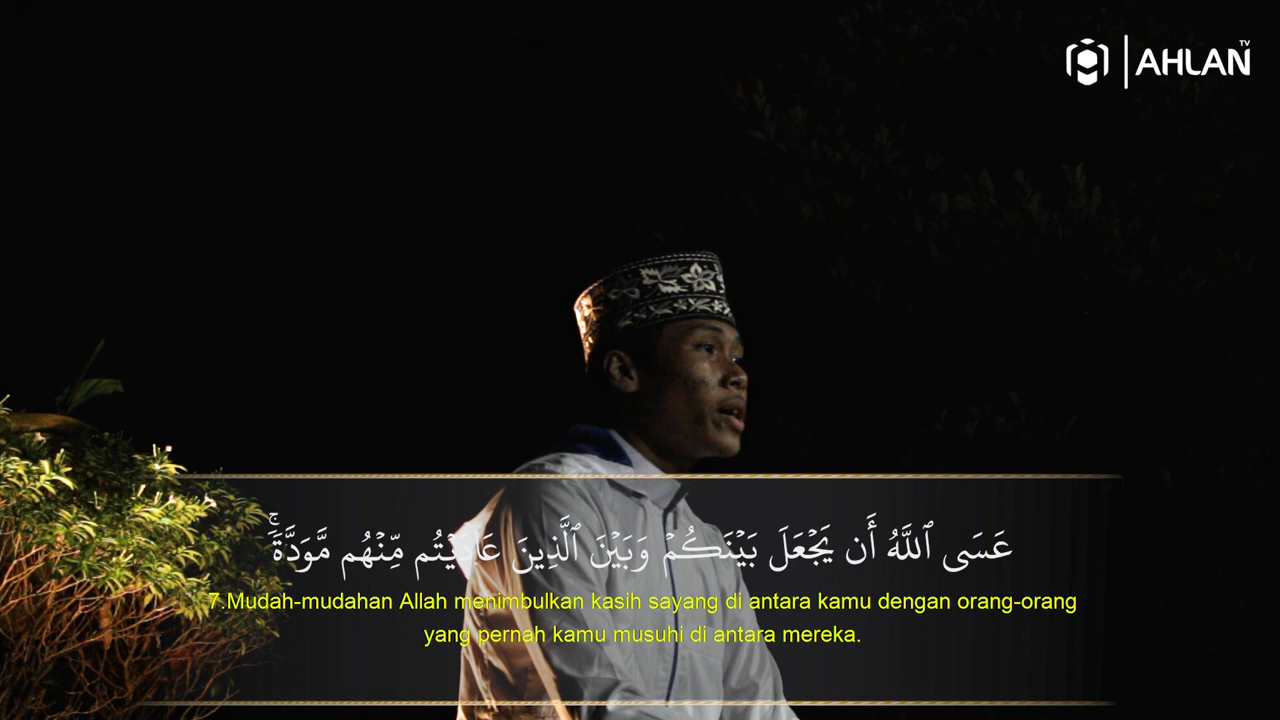 AHLAN TV
عَسَى ٱللَّهُ أَن يَجْعَلَ بَيْنَكُمْ وَبَيْنَ ٱلَّذِينَ عَادَيْتُم مِّنْهُم مَّوَدَّةًۚ
7.Mudah-mudahan Allah menimbulkan kasih sayang di antara kamu dengan orang-orang
yang pernah kamu musuhi di antara mereka.